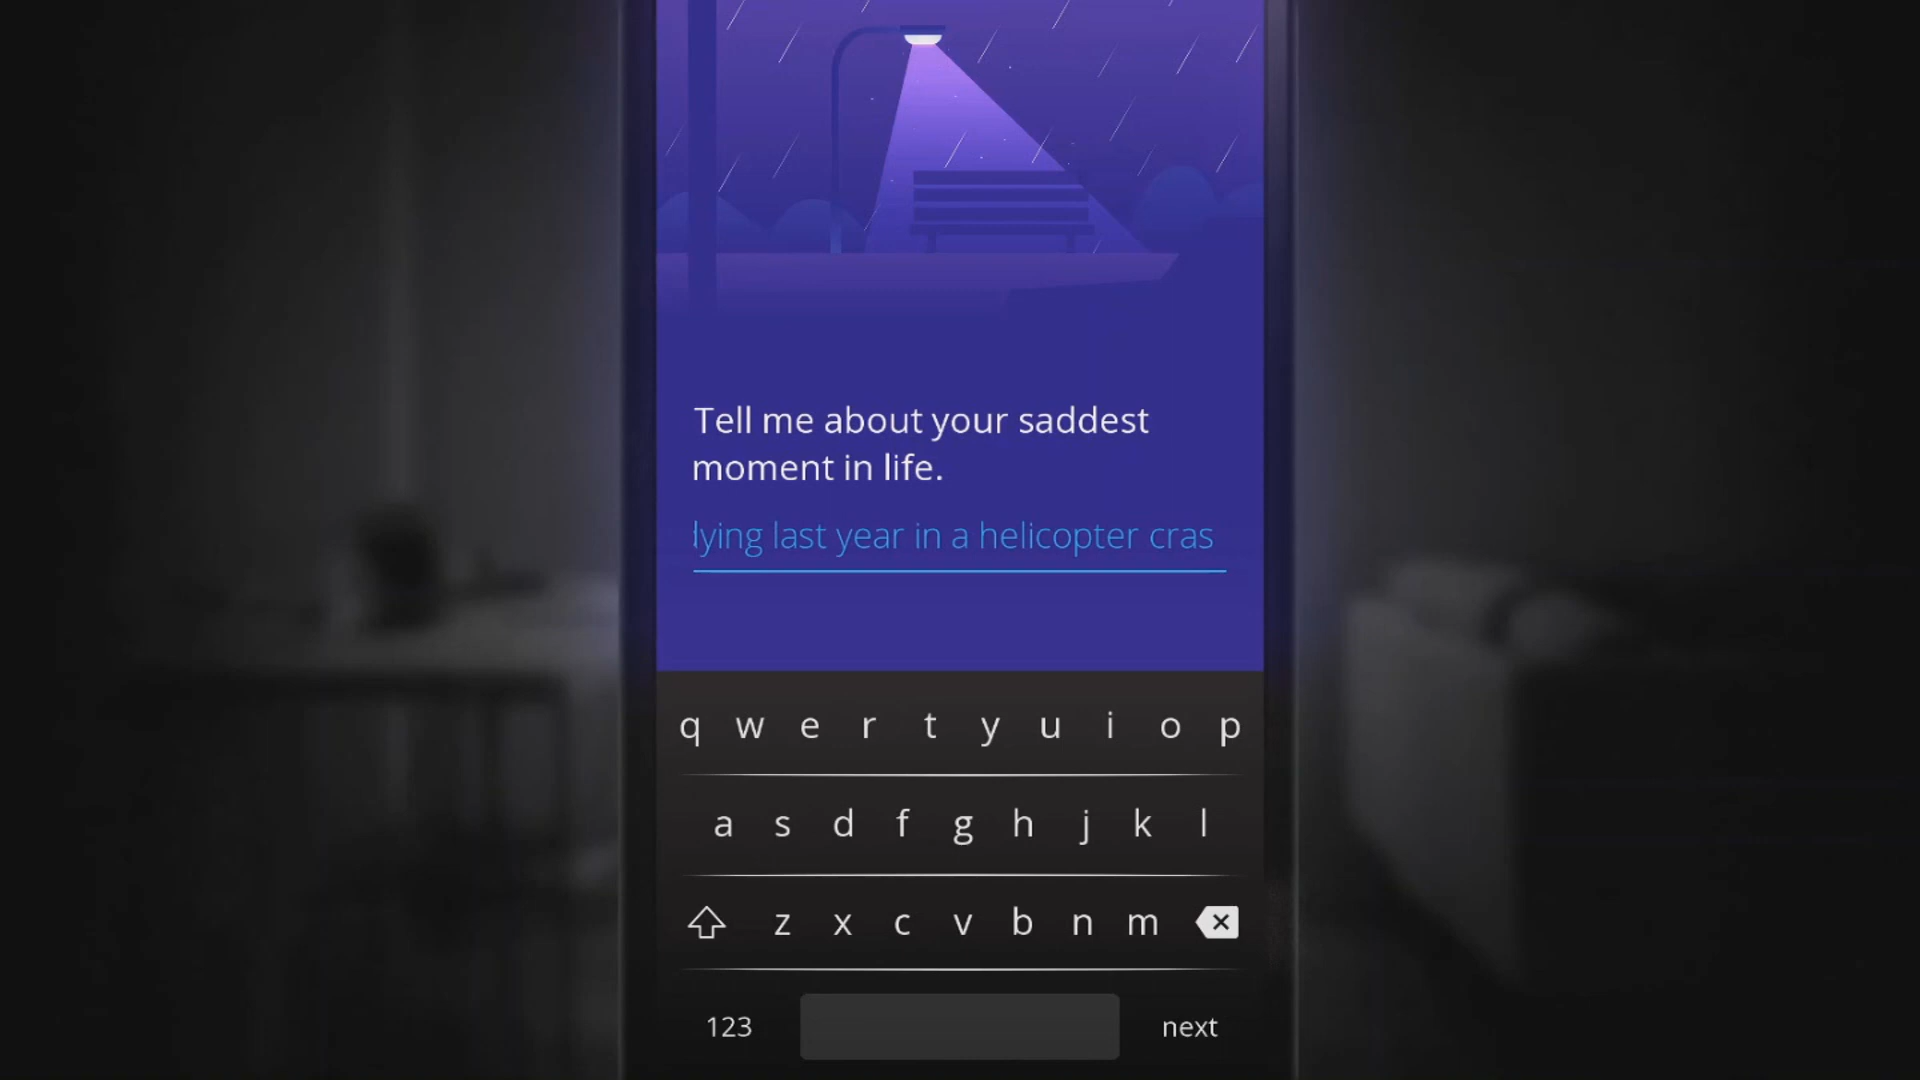 Tell me about your saddest
moment in life.
lying last year in a helicopter cras
q w e r t y u i o p
a s d f g h j k l
z x c v b n m
123 next